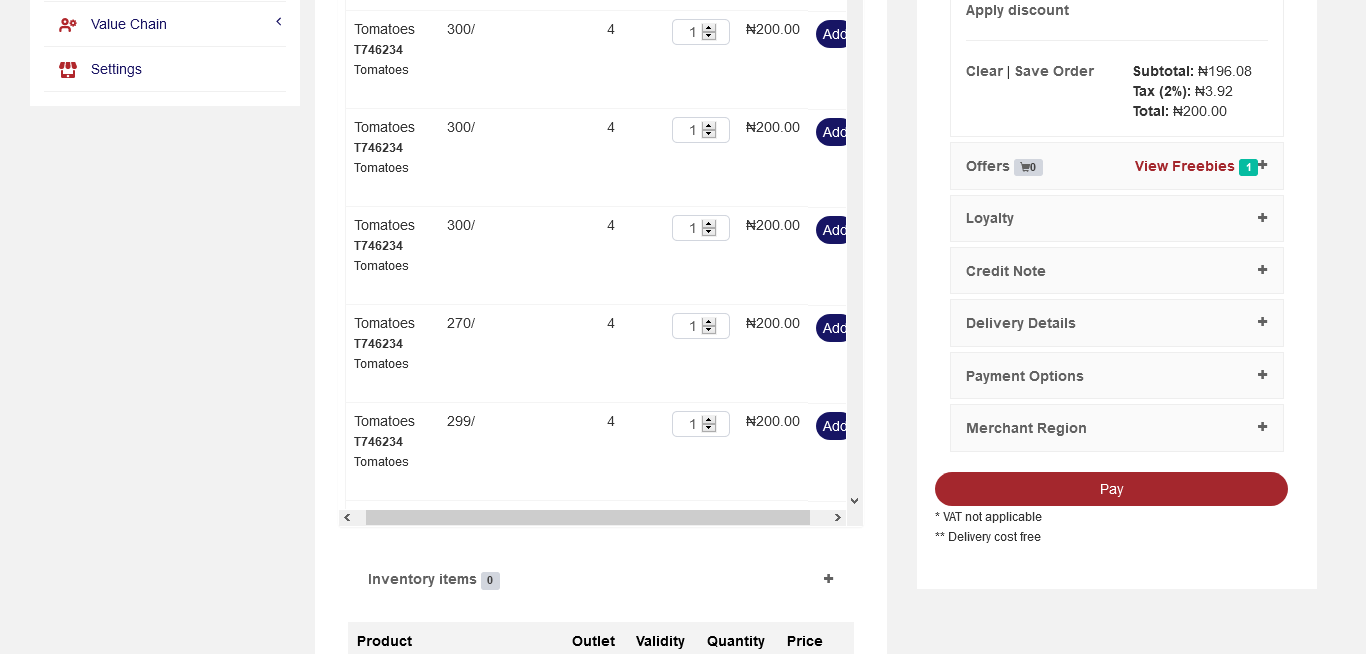 Value Chain
Settings
Tomatoes 300/ 4 1 ₦200.00 Add
T746234
Tomatoes
Tomatoes 300/ 4 1 ₦200.00 Add
T746234
Tomatoes
Tomatoes 300/ 4 1 ₦200.00 Add
T746234
Tomatoes
Tomatoes 270/ 4 1 ₦200.00 Add
T746234
Tomatoes
Tomatoes 299/ 4 1 ₦200.00 Add
T746234
Tomatoes
Inventory items 0
Product Outlet Validity Quantity Price
Apply discount
Clear | Save Order
Subtotal: ₦196.08
Tax (2%): ₦3.92
Total: ₦200.00
Offers 0 View Freebies 1
Loyalty
Credit Note
Delivery Details
Payment Options
Merchant Region
Pay
* VAT not applicable
** Delivery cost free